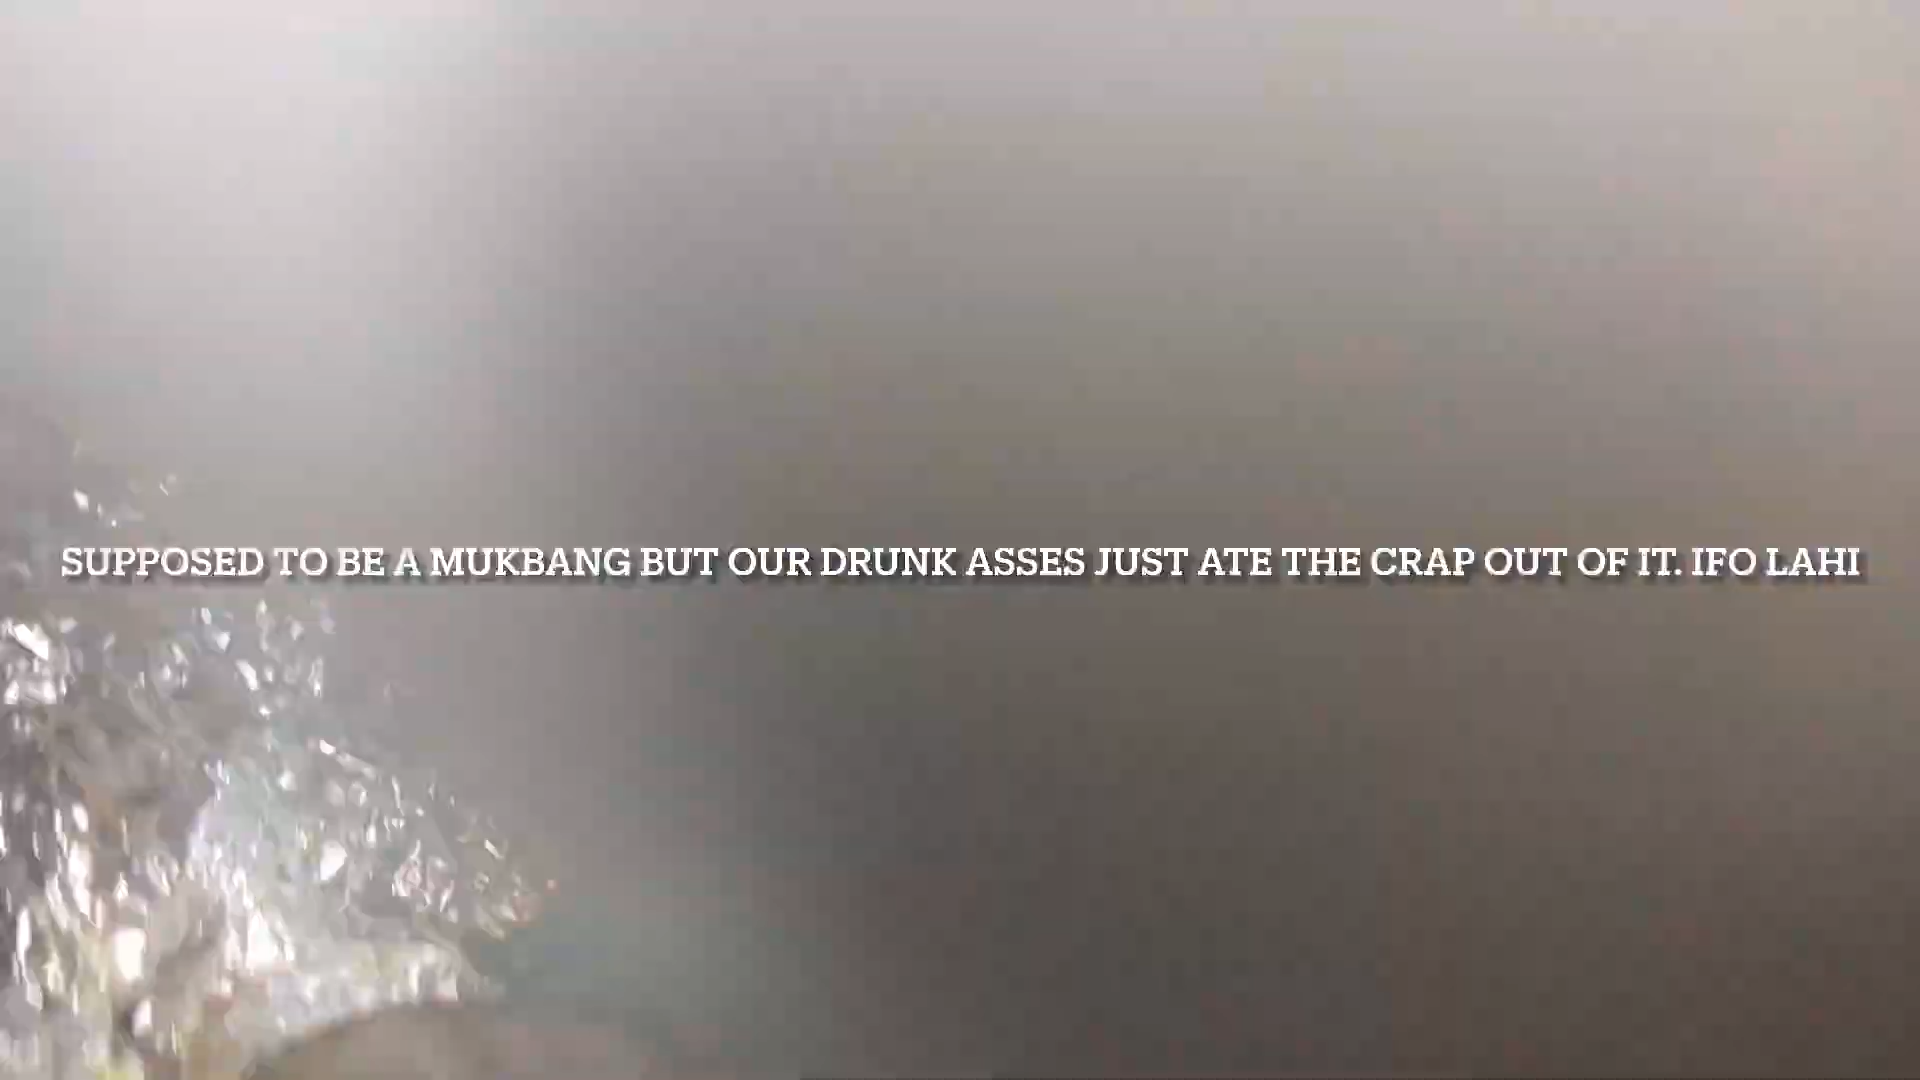 SUPPOSED TO BE A MUKBANG BUT OUR DRUNK ASSES JUST ATE THE CRAP OUT OF IT. IFO LAHI